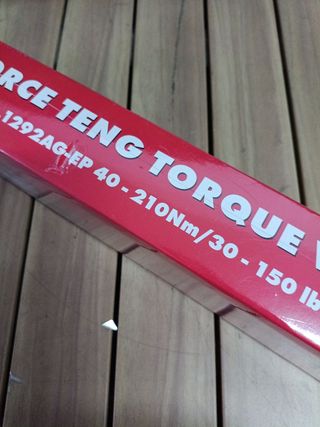 ORCE TENG TORQUE
1292AG-EP 40 - 210Nm/30 - 150 lb